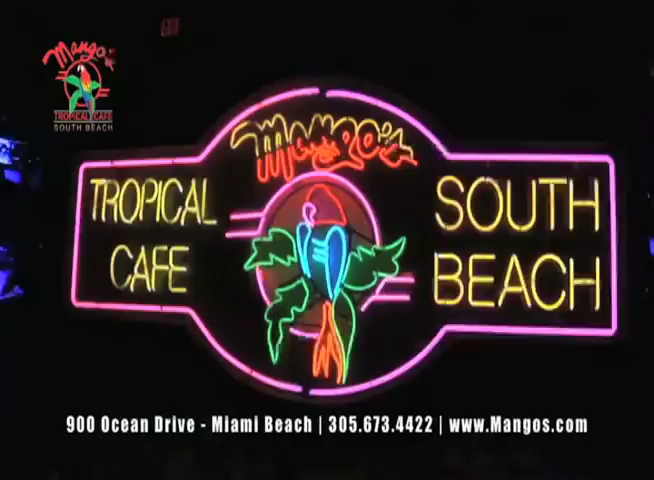 EXIT
Mango's
TROPICAL CAFE
SOUTH BEACH
Mango's
TROPICAL
CAFE
SOUTH
BEACH
900 Ocean Drive - Miami Beach | 305.673.4422 | www.Mangos.com